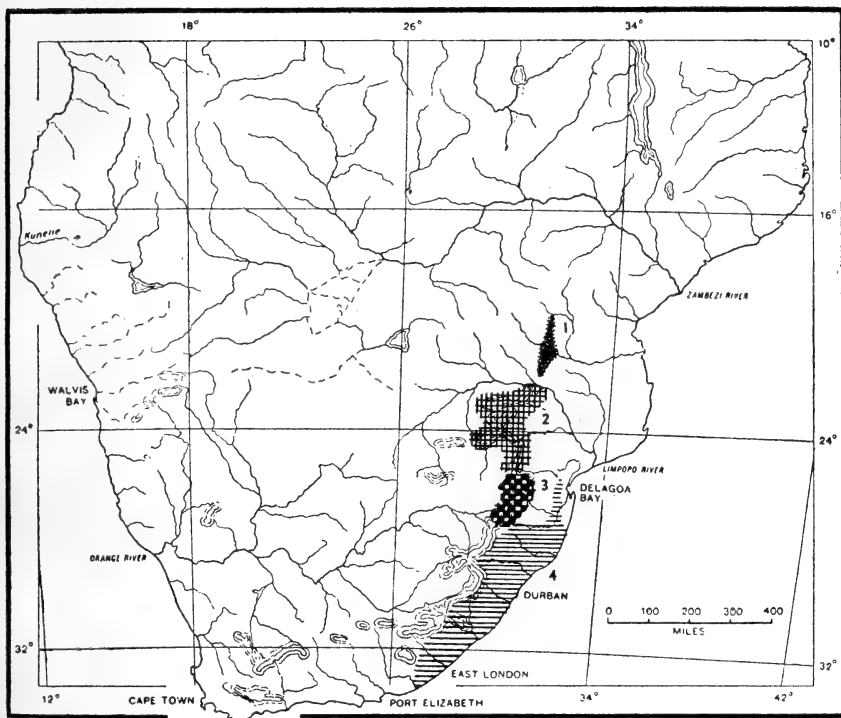 18°
26°
34°
10°
Kunene
16°
16°
ZAMBEZI RIVER
1
WALVIS
BAY
2
24°
24°
LIMPOPO RIVER
3
DELAGOA
BAY
ORANGE RIVER
4
DURBAN
0 100 200 300 400
MILES
32°
32°
EAST LONDON
12°
CAPE TOWN
PORT ELIZABETH
34°
42°